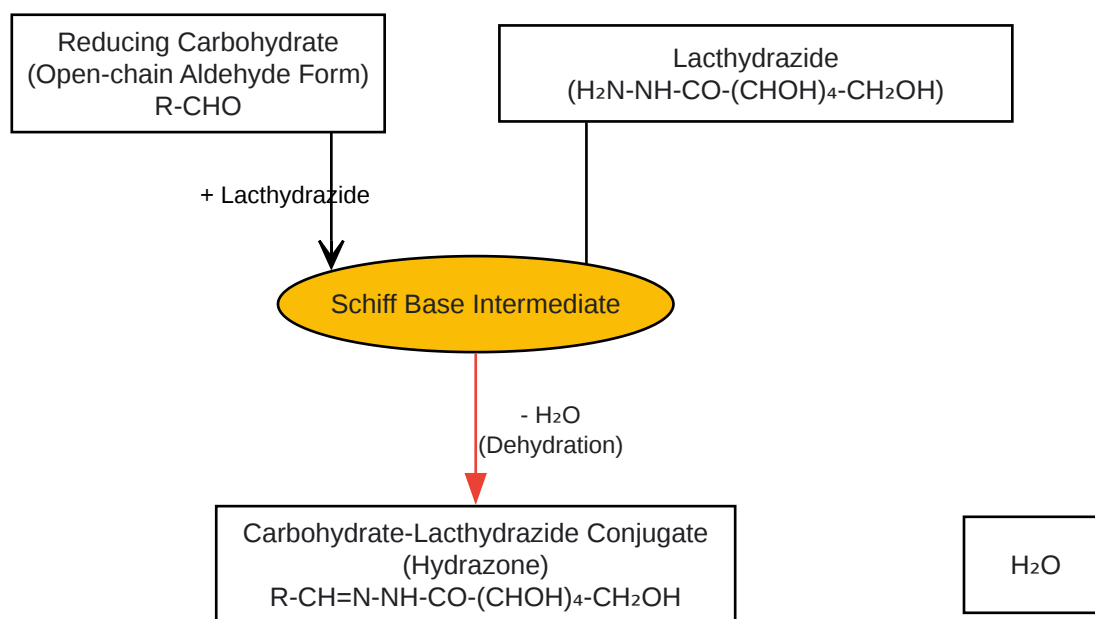 Reducing Carbohydrate
(Open-chain Aldehyde Form)
R-CHO
Lacthydrazide
(H₂N-NH-CO-(CHOH)₄-CH₂OH)
+ Lacthydrazide
Schiff Base Intermediate
- H₂O
(Dehydration)
Carbohydrate-Lacthydrazide Conjugate
(Hydrazone)
R-CH=N-NH-CO-(CHOH)₄-CH₂OH
H₂O